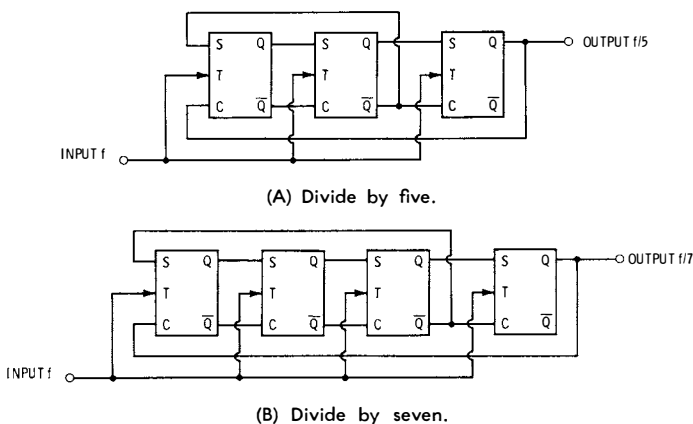 S Q S Q S Q OUTPUT f/5
T T T
C Q̅ C Q̅ C Q̅
INPUT f
(A) Divide by five.
S Q S Q S Q S Q OUTPUT f/7
T T T T
C Q̅ C Q̅ C Q̅ C Q̅
INPUT f
(B) Divide by seven.